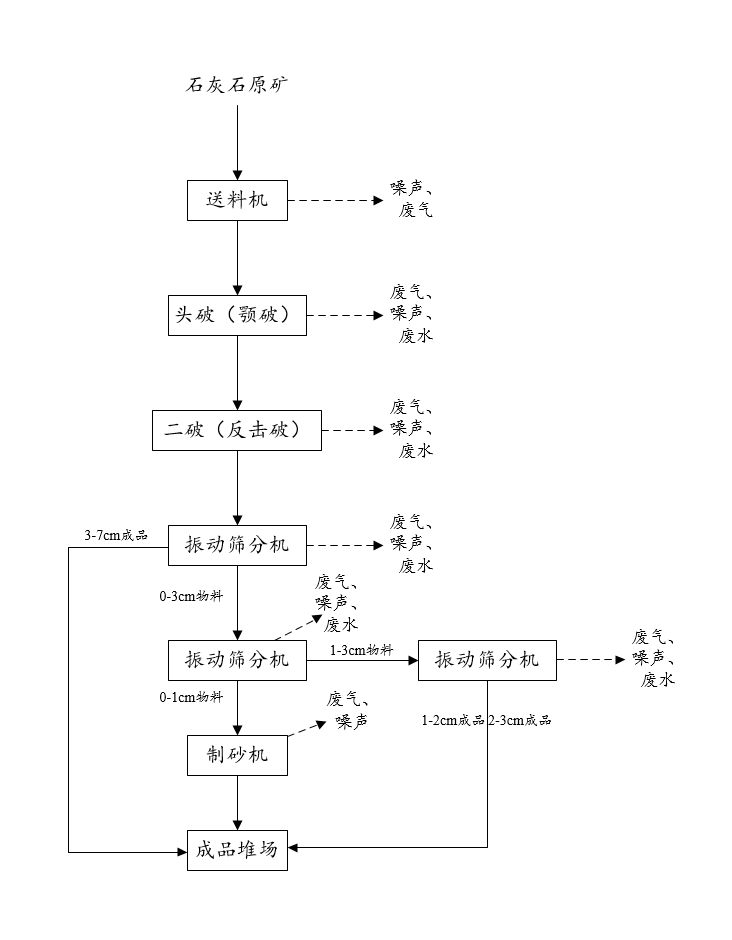 石灰石原矿
送料机
噪声、
废气
头破（颚破）
废气、
噪声、
废水
二破（反击破）
废气、
噪声、
废水
3-7cm成品
振动筛分机
废气、
噪声、
废水
0-3cm物料
废气、
噪声、
废水
振动筛分机
1-3cm物料
振动筛分机
废气、
噪声、
废水
0-1cm物料
废气、
噪声
1-2cm成品
2-3cm成品
制砂机
成品堆场